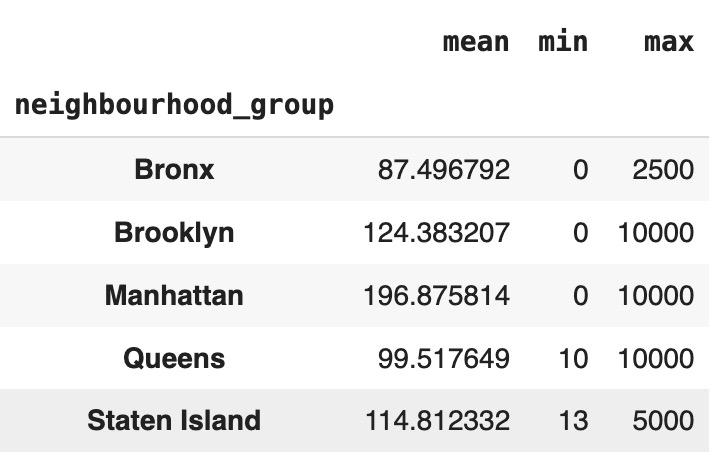 mean min max
neighbourhood_group
Bronx 87.496792 0 2500
Brooklyn 124.383207 0 10000
Manhattan 196.875814 0 10000
Queens 99.517649 10 10000
Staten Island 114.812332 13 5000